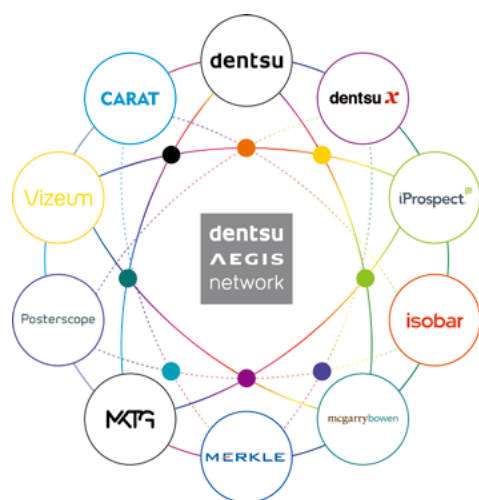 dentsu
CARAT
dentsu X
Vizeum
iProspect
dentsu
AEGIS
network
Posterscope
isobar
MKTG
mcgarrybowen
MERKLE